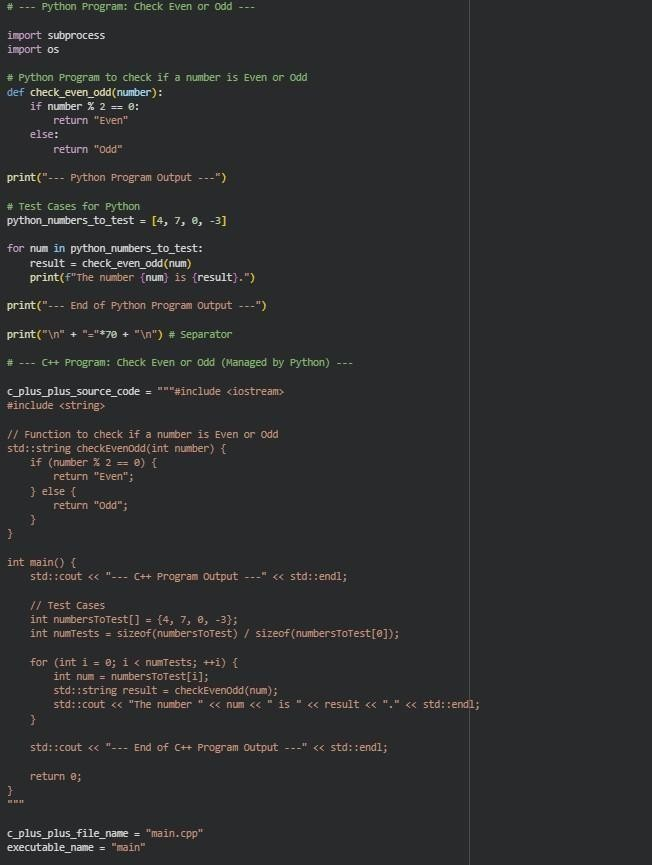 # --- Python Program: Check Even or Odd ---
import subprocess
import os
# Python Program to check if a number is Even or Odd
def check_even_odd(number):
    if number % 2 == 0:
        return "Even"
    else:
        return "Odd"
print("--- Python Program Output ---")
# Test Cases for Python
python_numbers_to_test = [4, 7, 0, -3]
for num in python_numbers_to_test:
    result = check_even_odd(num)
    print(f"The number {num} is {result}.")
print("--- End of Python Program Output ---")
print("\n" + "="*70 + "\n") # Separator
# --- C++ Program: Check Even or Odd (Managed by Python) ---
c_plus_plus_source_code = """#include <iostream>
#include <string>
// Function to check if a number is Even or Odd
std::string checkEvenOdd(int number) {
    if (number % 2 == 0) {
        return "Even";
    } else {
        return "Odd";
    }
}
int main() {
    std::cout << "--- C++ Program Output ---" << std::endl;
    // Test Cases
    int numbersToTest[] = {4, 7, 0, -3};
    int numTests = sizeof(numbersToTest) / sizeof(numbersToTest[0]);
    for (int i = 0; i < numTests; ++i) {
        int num = numbersToTest[i];
        std::string result = checkEvenOdd(num);
        std::cout << "The number " << num << " is " << result << "." << std::endl;
    }
    std::cout << "--- End of C++ Program Output ---" << std::endl;
    return 0;
}
"""
c_plus_plus_file_name = "main.cpp"
executable_name = "main"